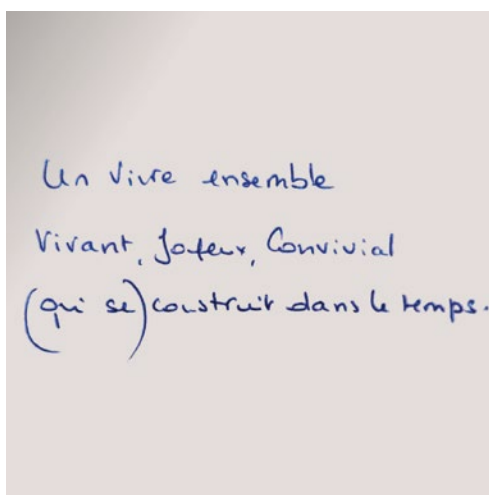 Un vivre ensemble
Vivant, Joyeux, Convivial
(qui se) construit dans le temps.